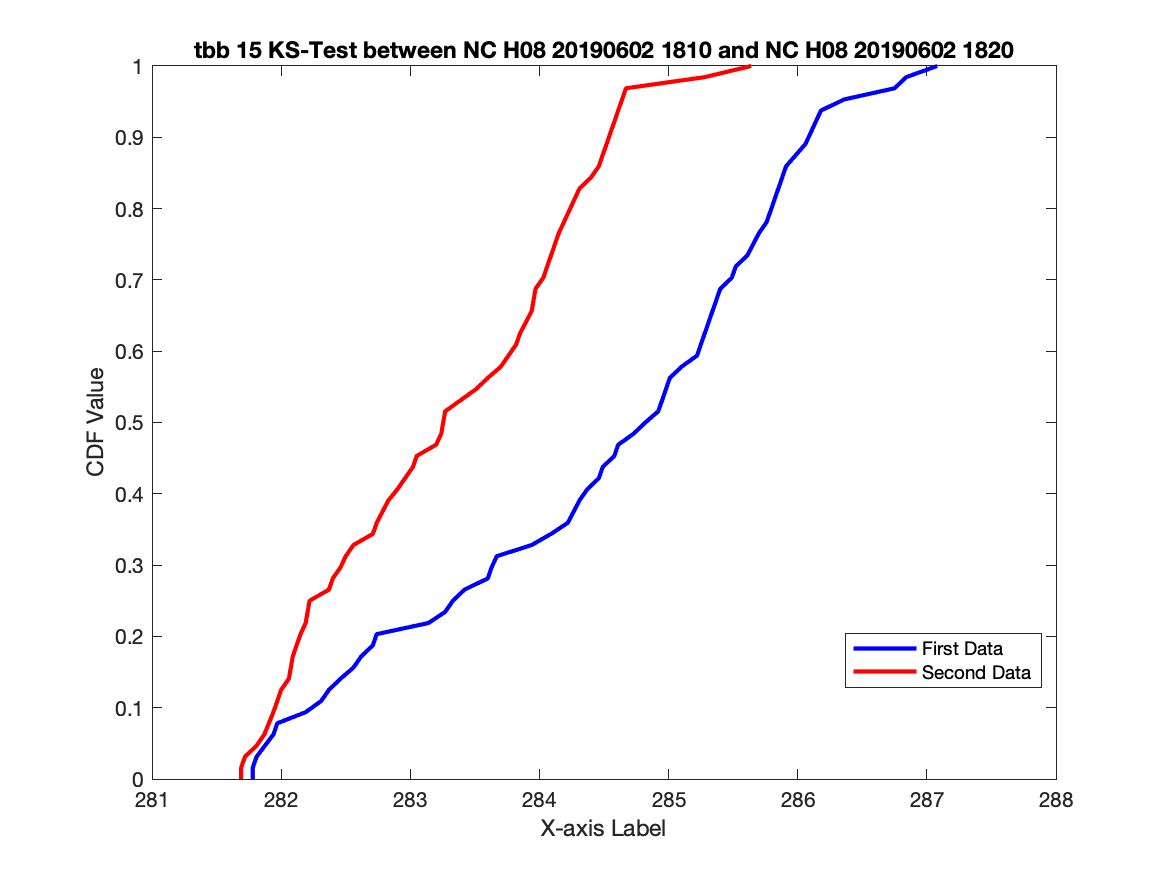 tbb 15 KS-Test between NC H08 20190602 1810 and NC H08 20190602 1820
1
0.9
0.8
0.7
0.6
0.5
0.4
0.3
0.2
0.1
0
CDF Value
First Data
Second Data
281 282 283 284 285 286 287 288
X-axis Label